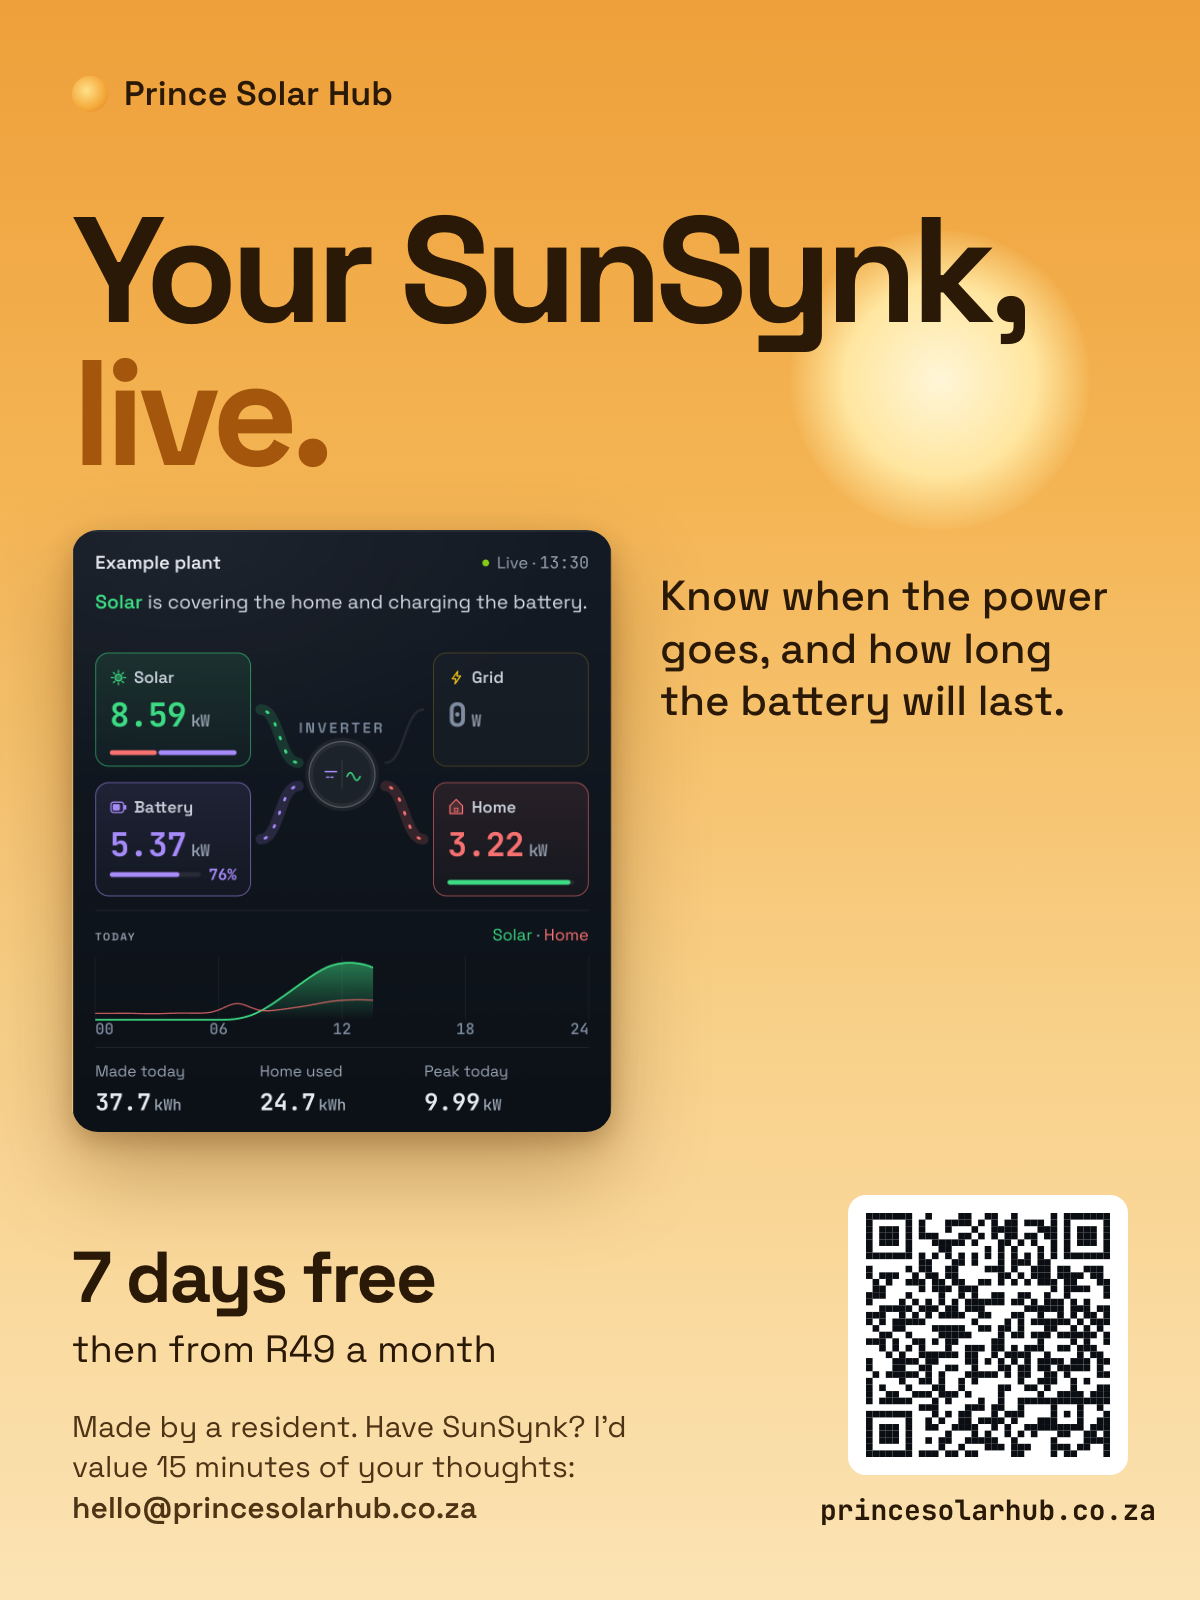 Prince Solar Hub
Your SunSynk,
live.
Example plant
Live · 13:30
Solar is covering the home and charging the battery.
Solar
8.59 kW
Grid
0 W
INVERTER
Battery
5.37 kW
76%
Home
3.22 kW
TODAY
Solar · Home
00 06 12 18 24
Made today
37.7 kWh
Home used
24.7 kWh
Peak today
9.99 kW
Know when the power
goes, and how long
the battery will last.
7 days free
then from R49 a month
Made by a resident. Have SunSynk? I’d
value 15 minutes of your thoughts:
hello@princesolarhub.co.za
princesolarhub.co.za